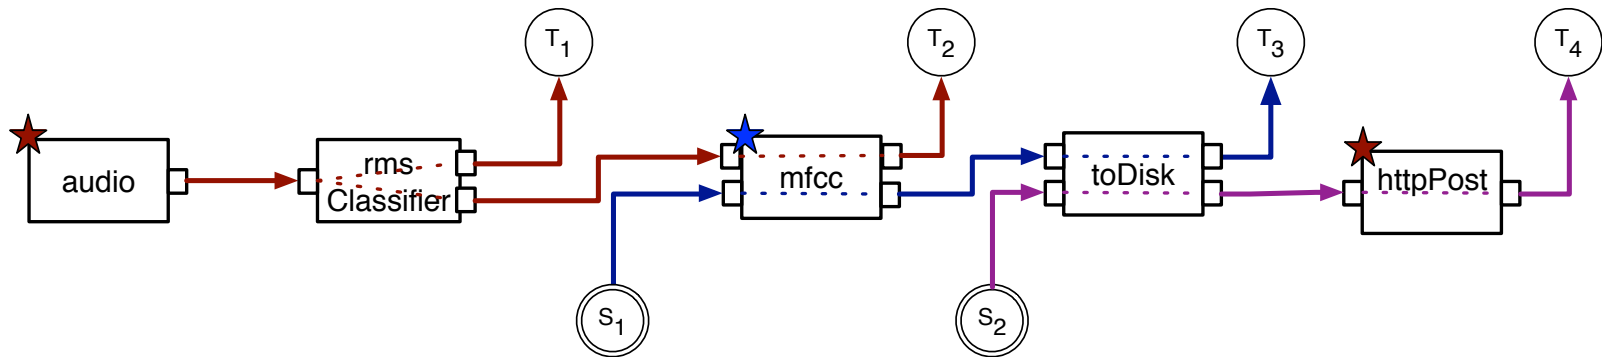 T1
T2
T3
T4
audio
rms
Classifier
mfcc
toDisk
httpPost
S1
S2